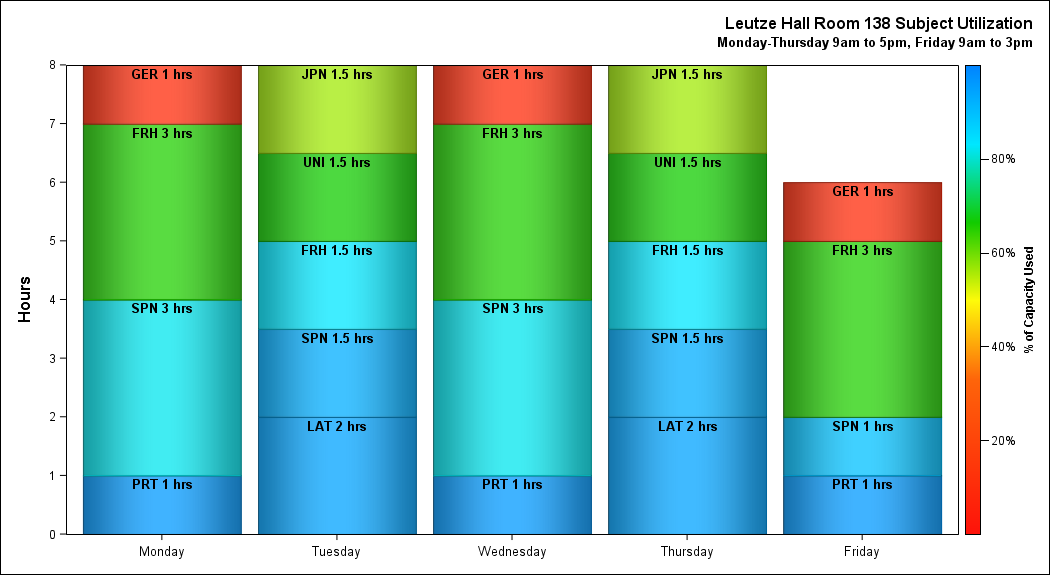 Leutze Hall Room 138 Subject Utilization
Monday-Thursday 9am to 5pm, Friday 9am to 3pm
Hours
8
7
6
5
4
3
2
1
0
GER 1 hrs
FRH 3 hrs
SPN 3 hrs
PRT 1 hrs
JPN 1.5 hrs
UNI 1.5 hrs
FRH 1.5 hrs
SPN 1.5 hrs
LAT 2 hrs
GER 1 hrs
FRH 3 hrs
SPN 3 hrs
PRT 1 hrs
JPN 1.5 hrs
UNI 1.5 hrs
FRH 1.5 hrs
SPN 1.5 hrs
LAT 2 hrs
GER 1 hrs
FRH 3 hrs
SPN 1 hrs
PRT 1 hrs
Monday
Tuesday
Wednesday
Thursday
Friday
80%
60%
40%
20%
% of Capacity Used